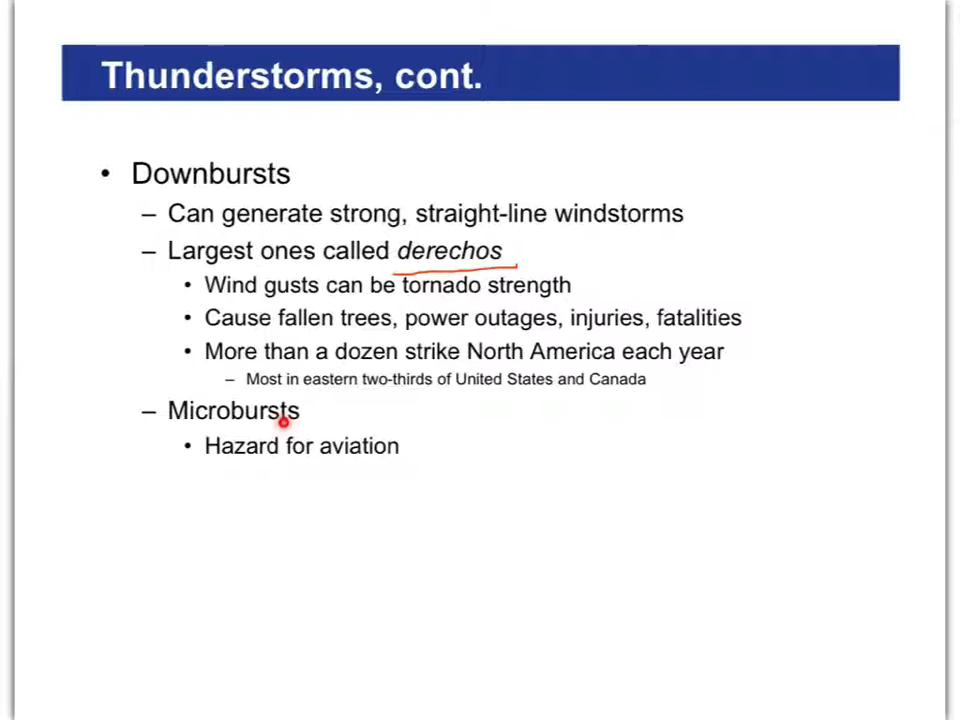 Thunderstorms, cont.
• Downbursts
– Can generate strong, straight-line windstorms
– Largest ones called derechos
• Wind gusts can be tornado strength
• Cause fallen trees, power outages, injuries, fatalities
• More than a dozen strike North America each year
– Most in eastern two-thirds of United States and Canada
– Microbursts
• Hazard for aviation